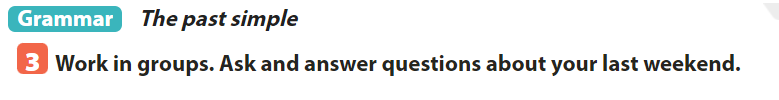 Grammar The past simple
3 Work in groups. Ask and answer questions about your last weekend.